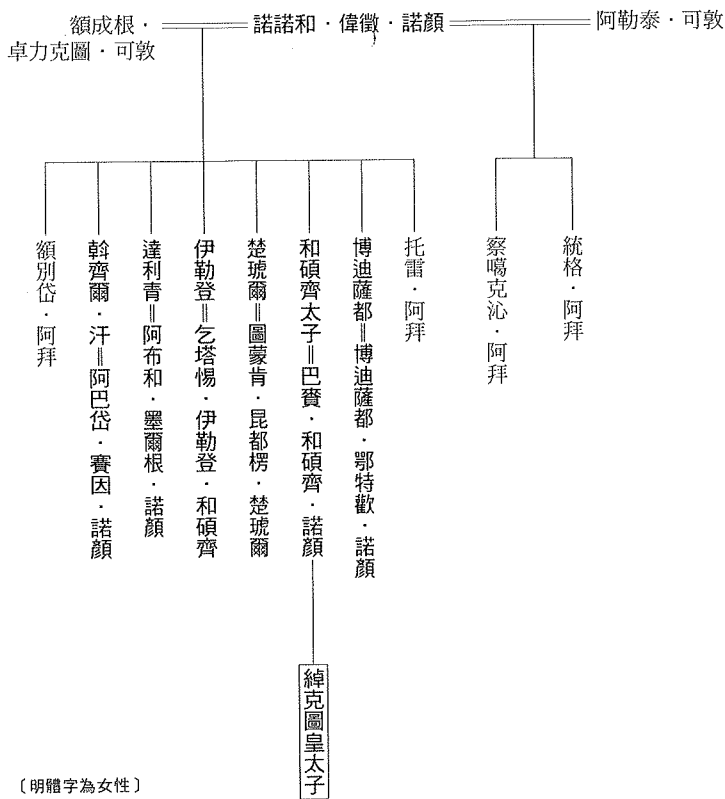 額成根·
卓力克圖·可敦
諾諾和·偉徵·諾顏
阿勒泰·可敦
額別岱·阿拜
斡齊爾·汗＝阿巴岱·賽因·諾顏
達利青＝阿布和·墨爾根·諾顏
伊勒登＝乞塔惕·伊勒登·和碩齊
楚琥爾＝圖蒙肯·昆都楞·楚琥爾
和碩齊太子＝巴賚·和碩齊·諾顏
博迪薩都＝博迪薩都·鄂特歡·諾顏
托雷·阿拜
察噶克沁·阿拜
統格·阿拜
綽克圖皇太子
〔明體字為女性〕